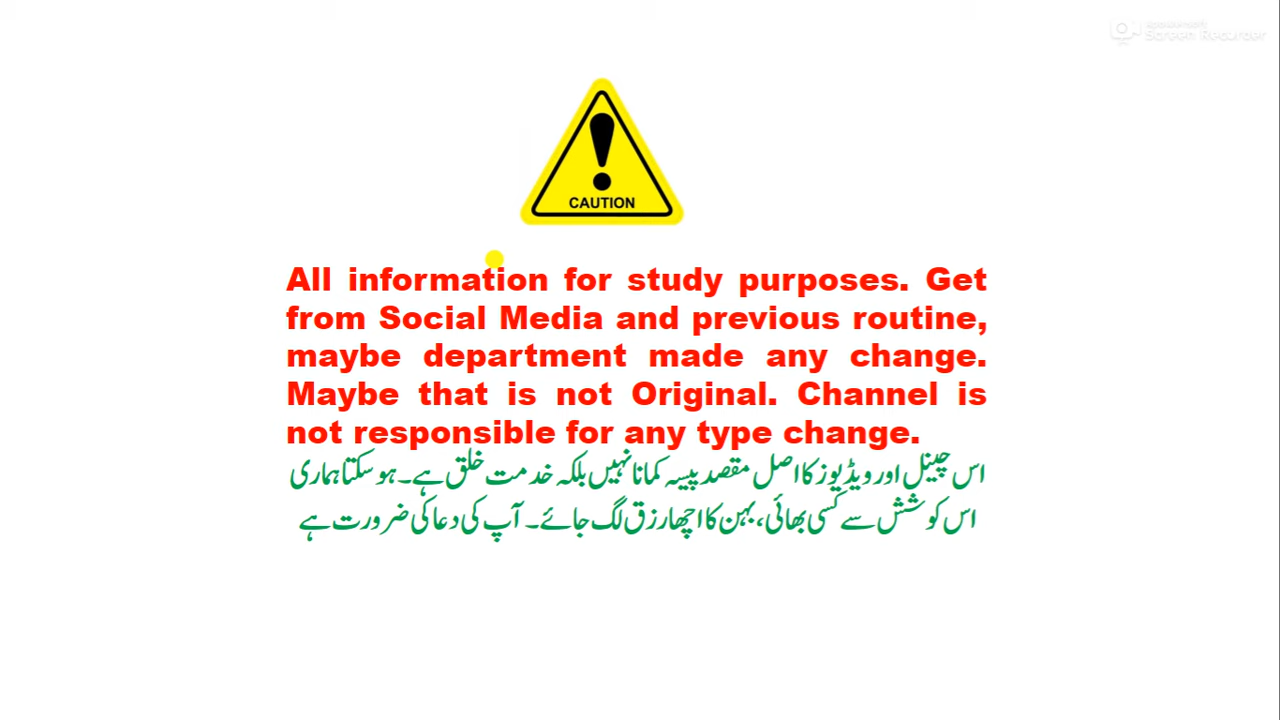 Apowersoft
Screen Recorder
CAUTION
All information for study purposes. Get
from Social Media and previous routine,
maybe department made any change.
Maybe that is not Original. Channel is
not responsible for any type change.
اس چینل اور ویڈیوز کا اصل مقصد پیسہ کمانا نہیں بلکہ خدمت خلق ہے۔ ہو سکتا ہماری
اس کوشش سے کسی بھائی، بہن کا اچھا رزق لگ جائے۔ آپ کی دعا کی ضرورت ہے